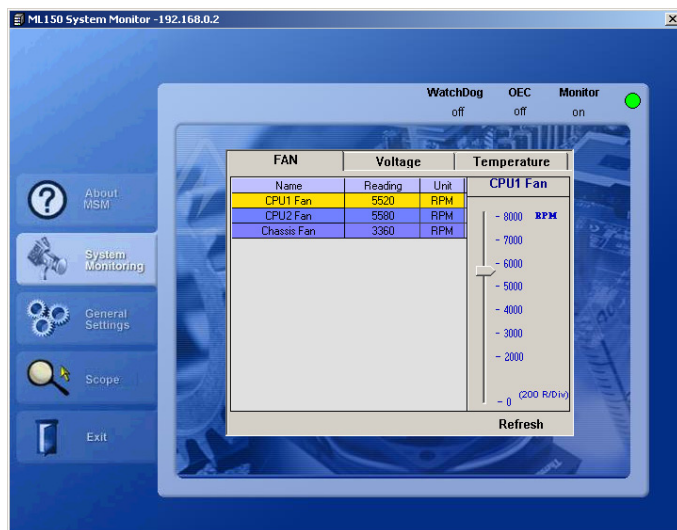 ML150 System Monitor -192.168.0.2
WatchDog OEC Monitor
off off on
FAN Voltage Temperature
Name Reading Unit
CPU1 Fan 5520 RPM
CPU2 Fan 5580 RPM
Chassis Fan 3360 RPM
CPU1 Fan
8000 RPM
7000
6000
5000
4000
3000
2000
0 (200 R/Div)
Refresh
About
MSM
System
Monitoring
General
Settings
Scope
Exit